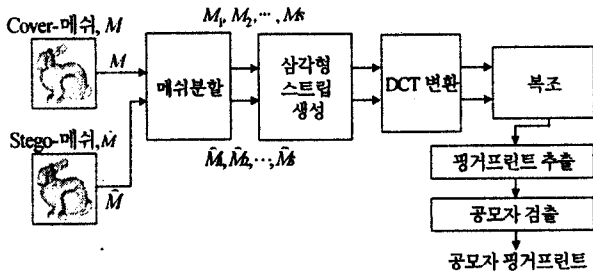 Cover-메쉬, M
M
M₁, M₂, ⋯, Ms
메쉬분할
삼각형
스트립
생성
DCT 변환
복조
Stego-메쉬, M̂
M̂
M̂₁, M̂₂, ⋯, M̂s
핑거프린트 추출
공모자 검출
공모자 핑거프린트